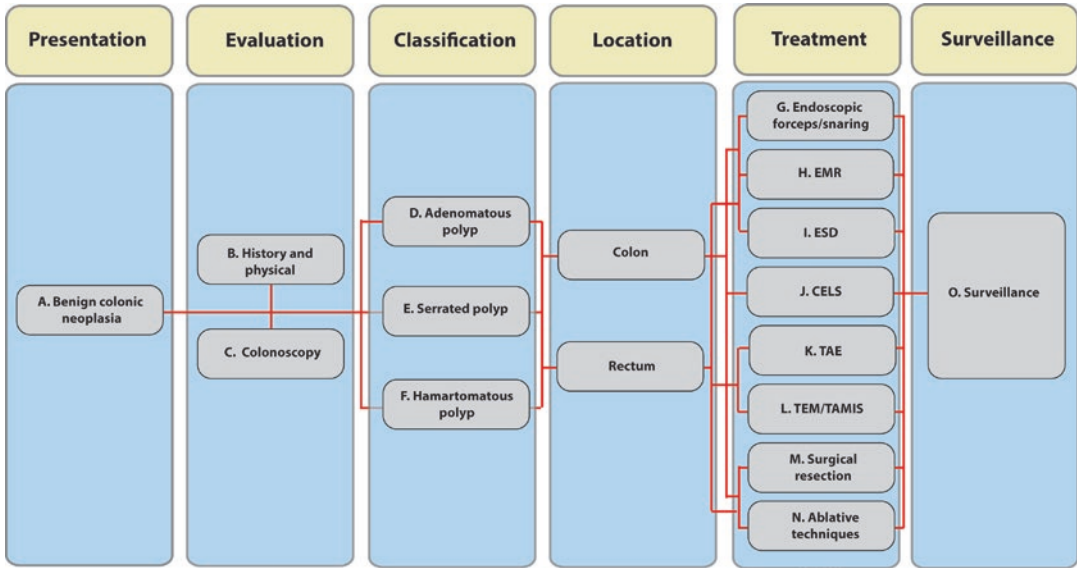 Presentation
Evaluation
Classification
Location
Treatment
Surveillance
A. Benign colonic
neoplasia
B. History and
physical
C. Colonoscopy
D. Adenomatous
polyp
E. Serrated polyp
F. Hamartomatous
polyp
Colon
Rectum
G. Endoscopic
forceps/snaring
H. EMR
I. ESD
J. CELS
K. TAE
L. TEM/TAMIS
M. Surgical
resection
N. Ablative
techniques
O. Surveillance